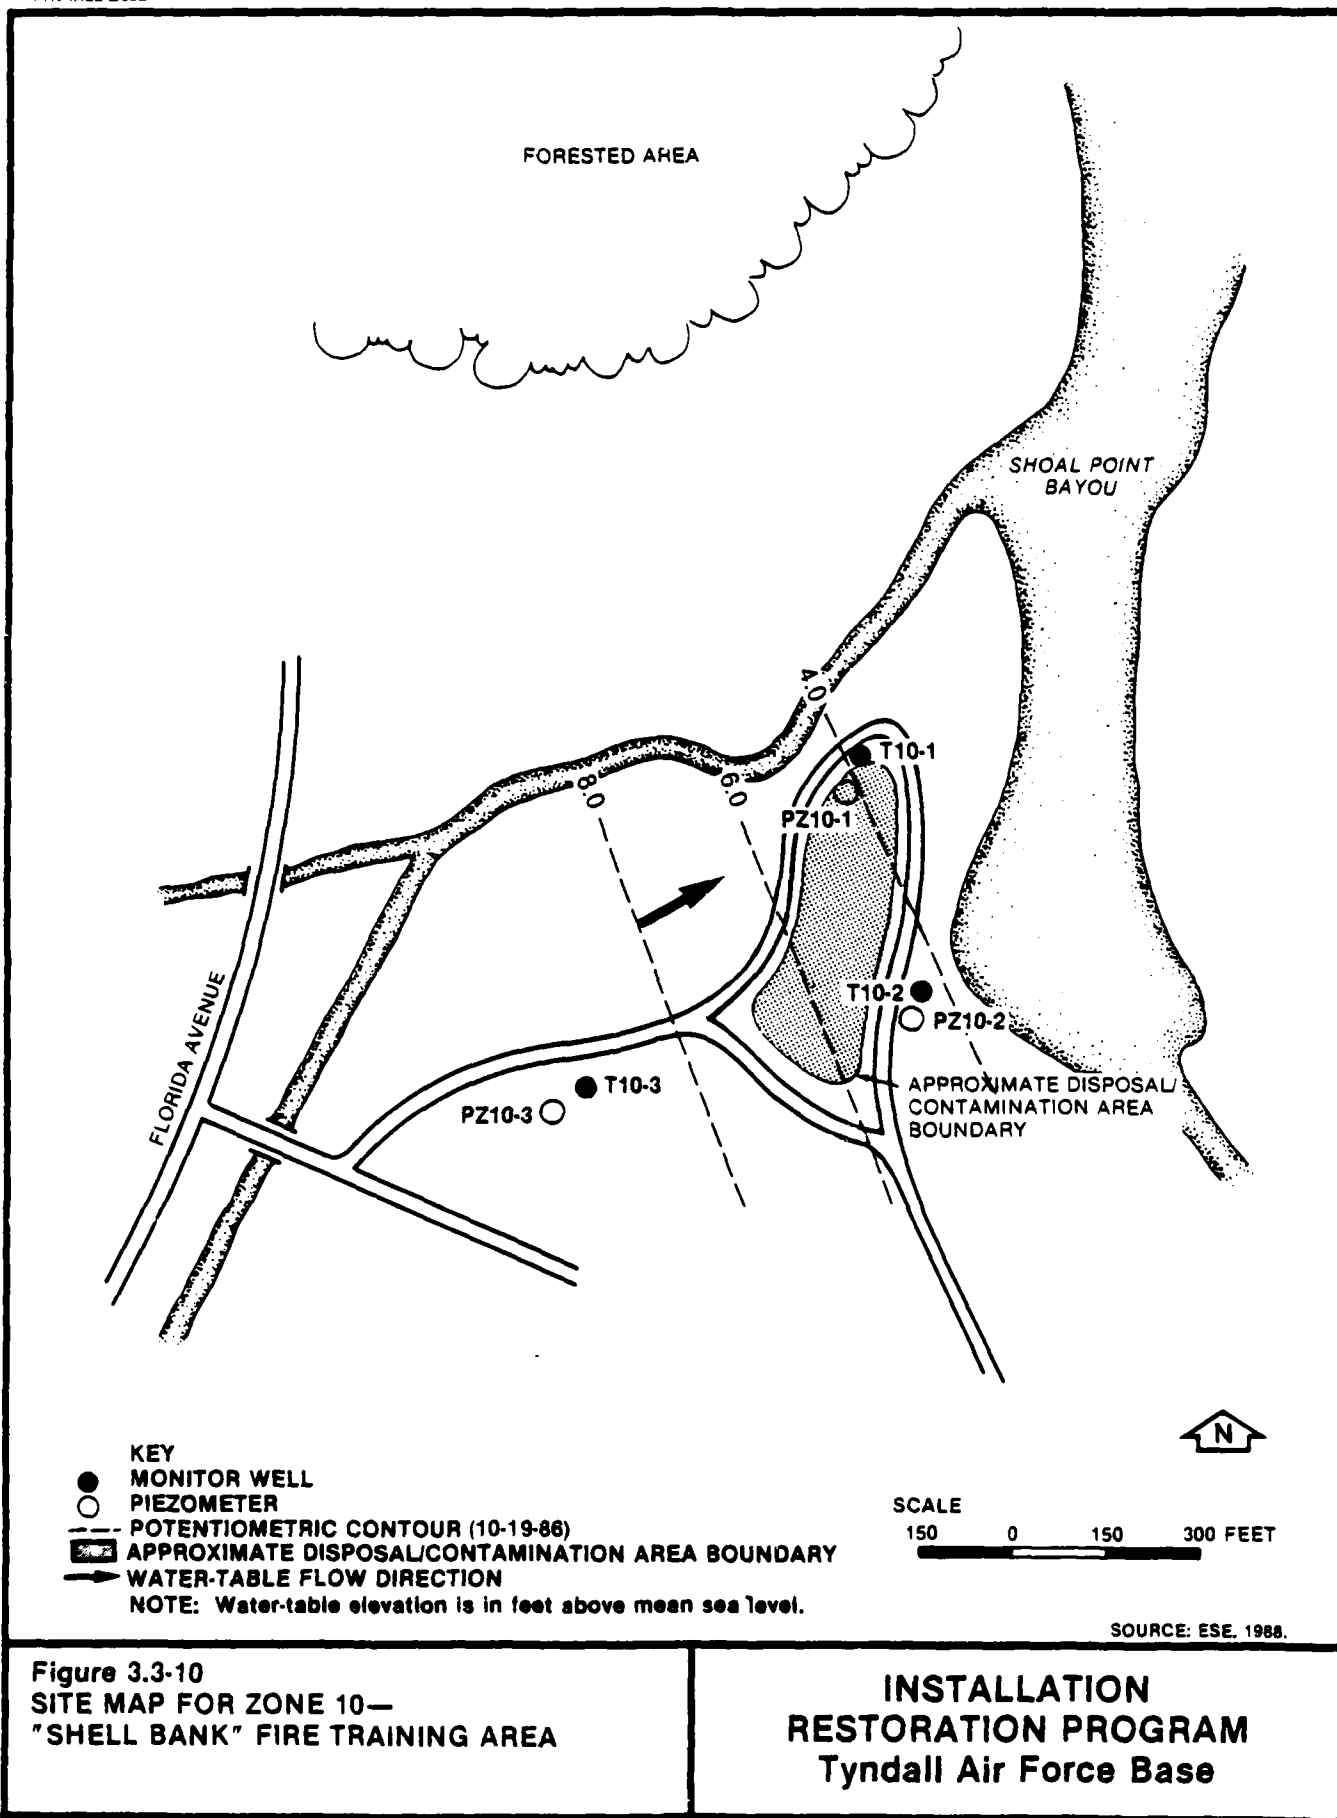 FORESTED AREA
SHOAL POINT
BAYOU
4.0
T10-1
8.0
6.0
PZ10-1
FLORIDA AVENUE
T10-2
PZ10-2
T10-3
PZ10-3
APPROXIMATE DISPOSAL/
CONTAMINATION AREA
BOUNDARY
N
KEY
MONITOR WELL
PIEZOMETER
POTENTIOMETRIC CONTOUR (10-19-86)
APPROXIMATE DISPOSAL/CONTAMINATION AREA BOUNDARY
WATER-TABLE FLOW DIRECTION
NOTE: Water-table elevation is in feet above mean sea level.
SCALE
150 0 150 300 FEET
SOURCE: ESE, 1988.
Figure 3.3-10
SITE MAP FOR ZONE 10—
"SHELL BANK" FIRE TRAINING AREA
INSTALLATION
RESTORATION PROGRAM
Tyndall Air Force Base